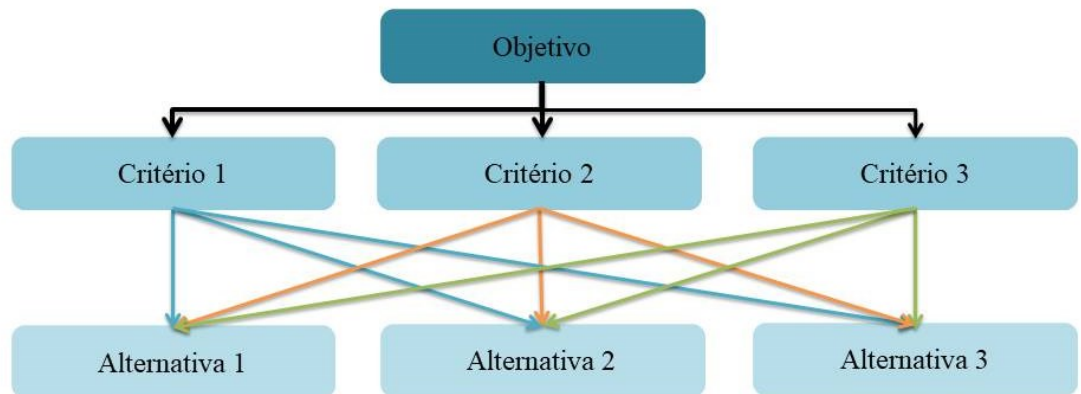 Objetivo
Critério 1
Critério 2
Critério 3
Alternativa 1
Alternativa 2
Alternativa 3